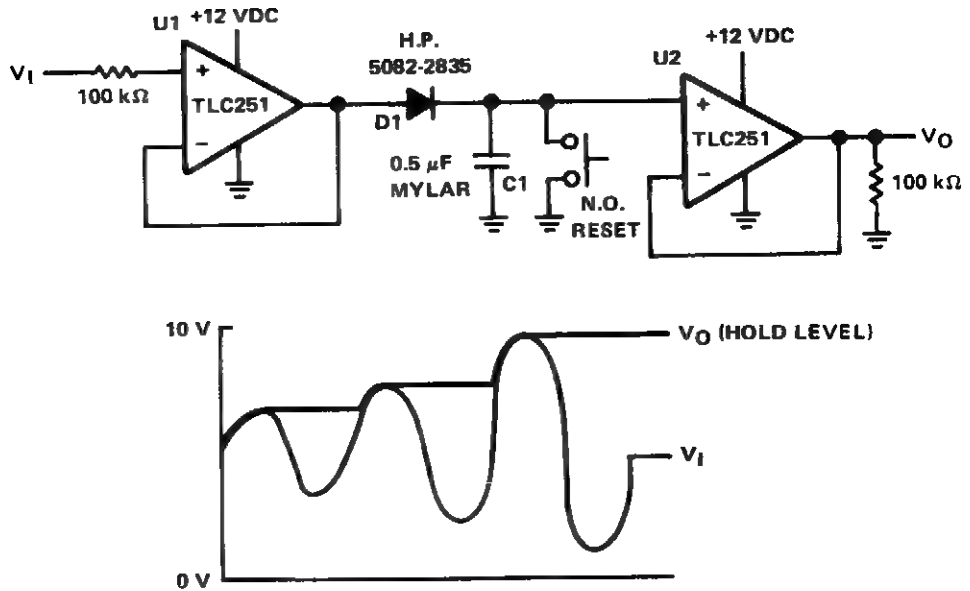 U1
+12 VDC
VI
100 kΩ
+
TLC251
−
H.P.
5082-2835
D1
0.5 µF
MYLAR
C1
N.O.
RESET
U2
+12 VDC
+
TLC251
−
VO
100 kΩ
10 V
VO (HOLD LEVEL)
VI
0 V